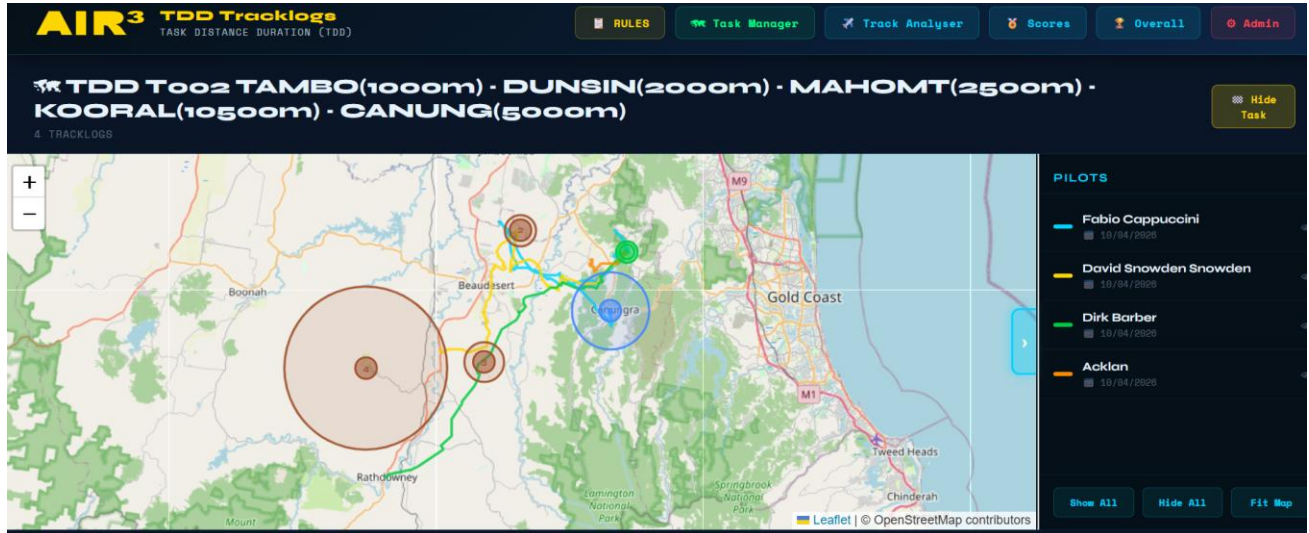 AIR³ TDD Tracklogs
TASK DISTANCE DURATION (TDD)
RULES
Task Manager
Track Analyser
Scores
Overall
Admin
TDD T002 TAMBO(1000m) - DUNSIN(2000m) - MAHOMT(2500m) -
KOORAL(10500m) - CANUNG(5000m)
4 TRACKLOGS
Hide
Task
+
−
M9
2
Boonah
Beaudesert
Canungra
Gold Coast
›
3
4
M1
Tweed Heads
Rathdowney
Lamington
National
Park
Springbrook
National
Park
Chinderah
Mount
Leaflet | © OpenStreetMap contributors
PILOTS
Fabio Cappuccini
10/04/2026
David Snowden Snowden
10/04/2026
Dirk Barber
10/04/2026
Acklan
10/04/2026
Show All
Hide All
Fit Map